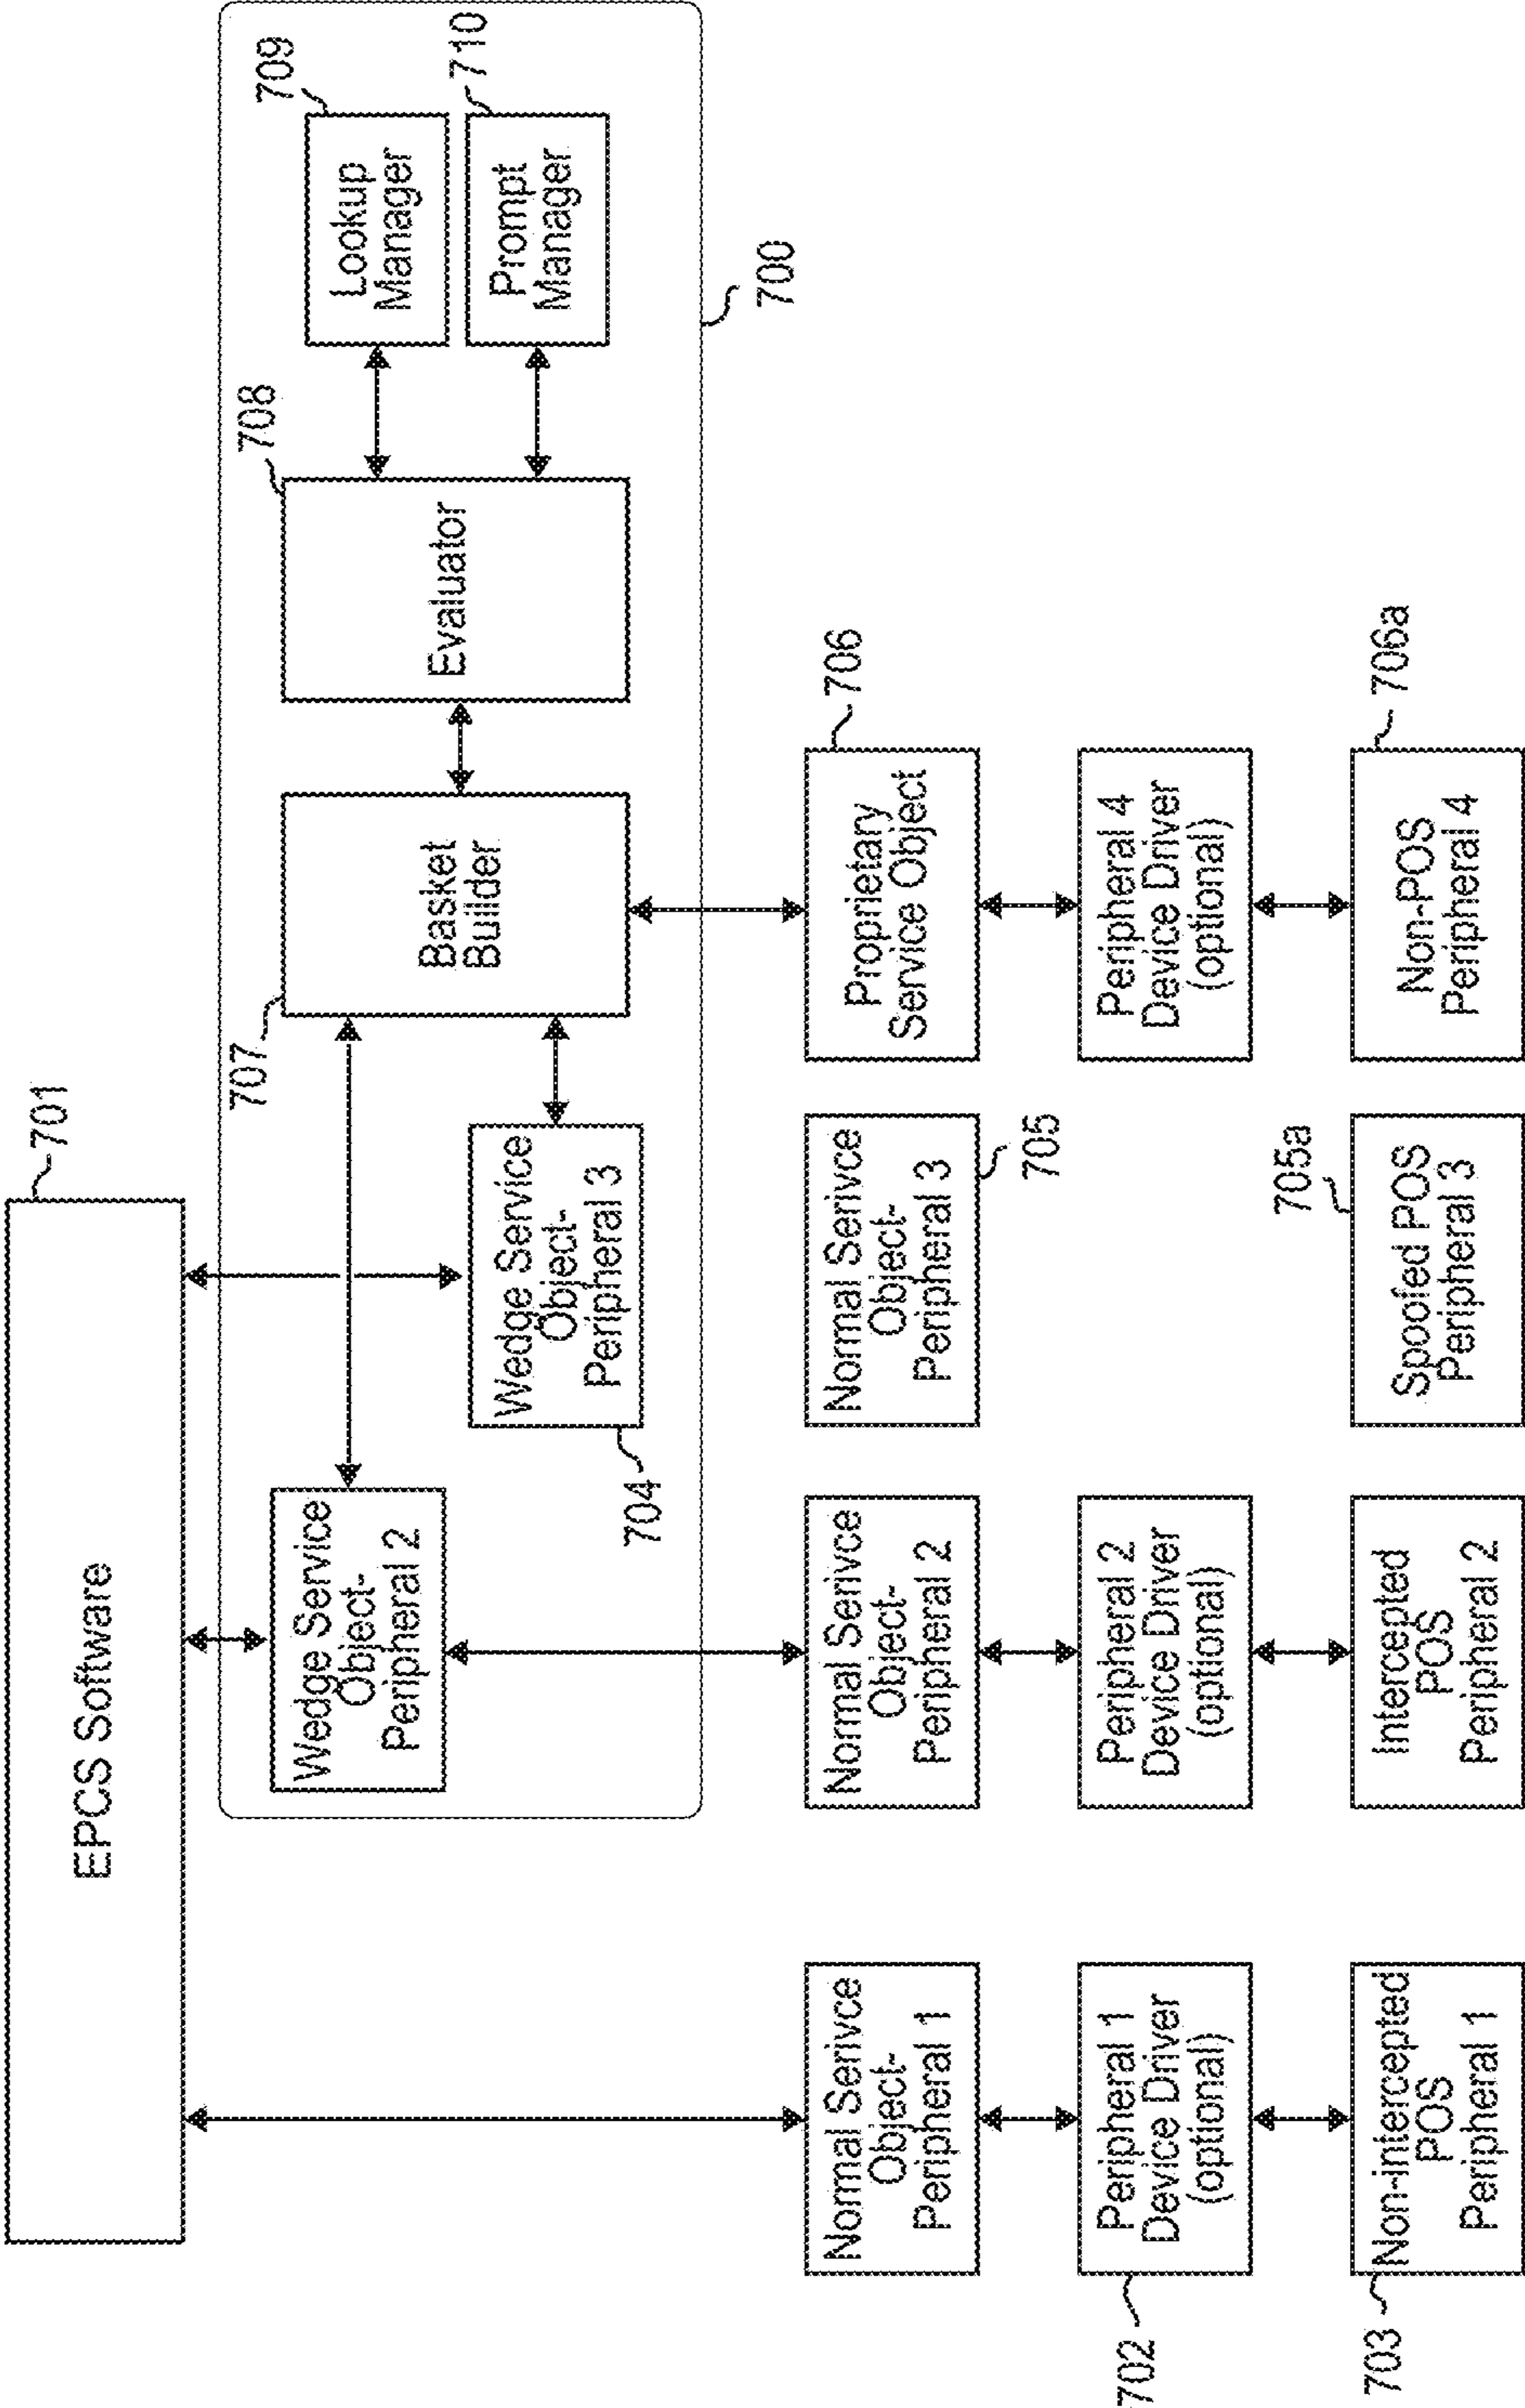 701
EPCS Software
709
Lookup
Manager
710
Prompt
Manager
708
Evaluator
707
Basket
Builder
Wedge Service
Object-
Peripheral 2
Wedge Service
Object-
Peripheral 3
704
700
Normal Serivce
Object-
Peripheral 1
Normal Serivce
Object-
Peripheral 2
Normal Serivce
Object-
Peripheral 3
705
Proprietary
Service Object
706
702
Peripheral 1
Device Driver
(optional)
Peripheral 2
Device Driver
(optional)
Peripheral 4
Device Driver
(optional)
703
Non-intercepted
POS
Peripheral 1
Intercepted
POS
Peripheral 2
705a
Spoofed POS
Peripheral 3
Non-POS
Peripheral 4
706a